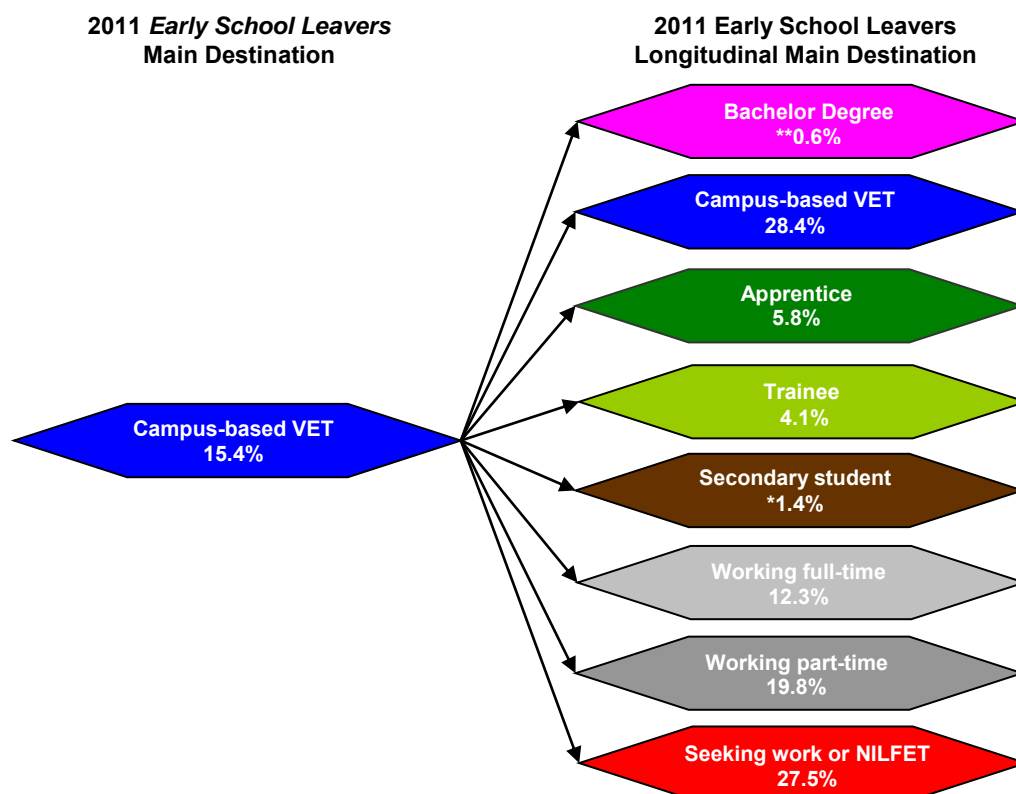 2011 Early School Leavers
Main Destination
2011 Early School Leavers
Longitudinal Main Destination
Bachelor Degree
**0.6%
Campus-based VET
28.4%
Apprentice
5.8%
Trainee
4.1%
Campus-based VET
15.4%
Secondary student
*1.4%
Working full-time
12.3%
Working part-time
19.8%
Seeking work or NILFET
27.5%